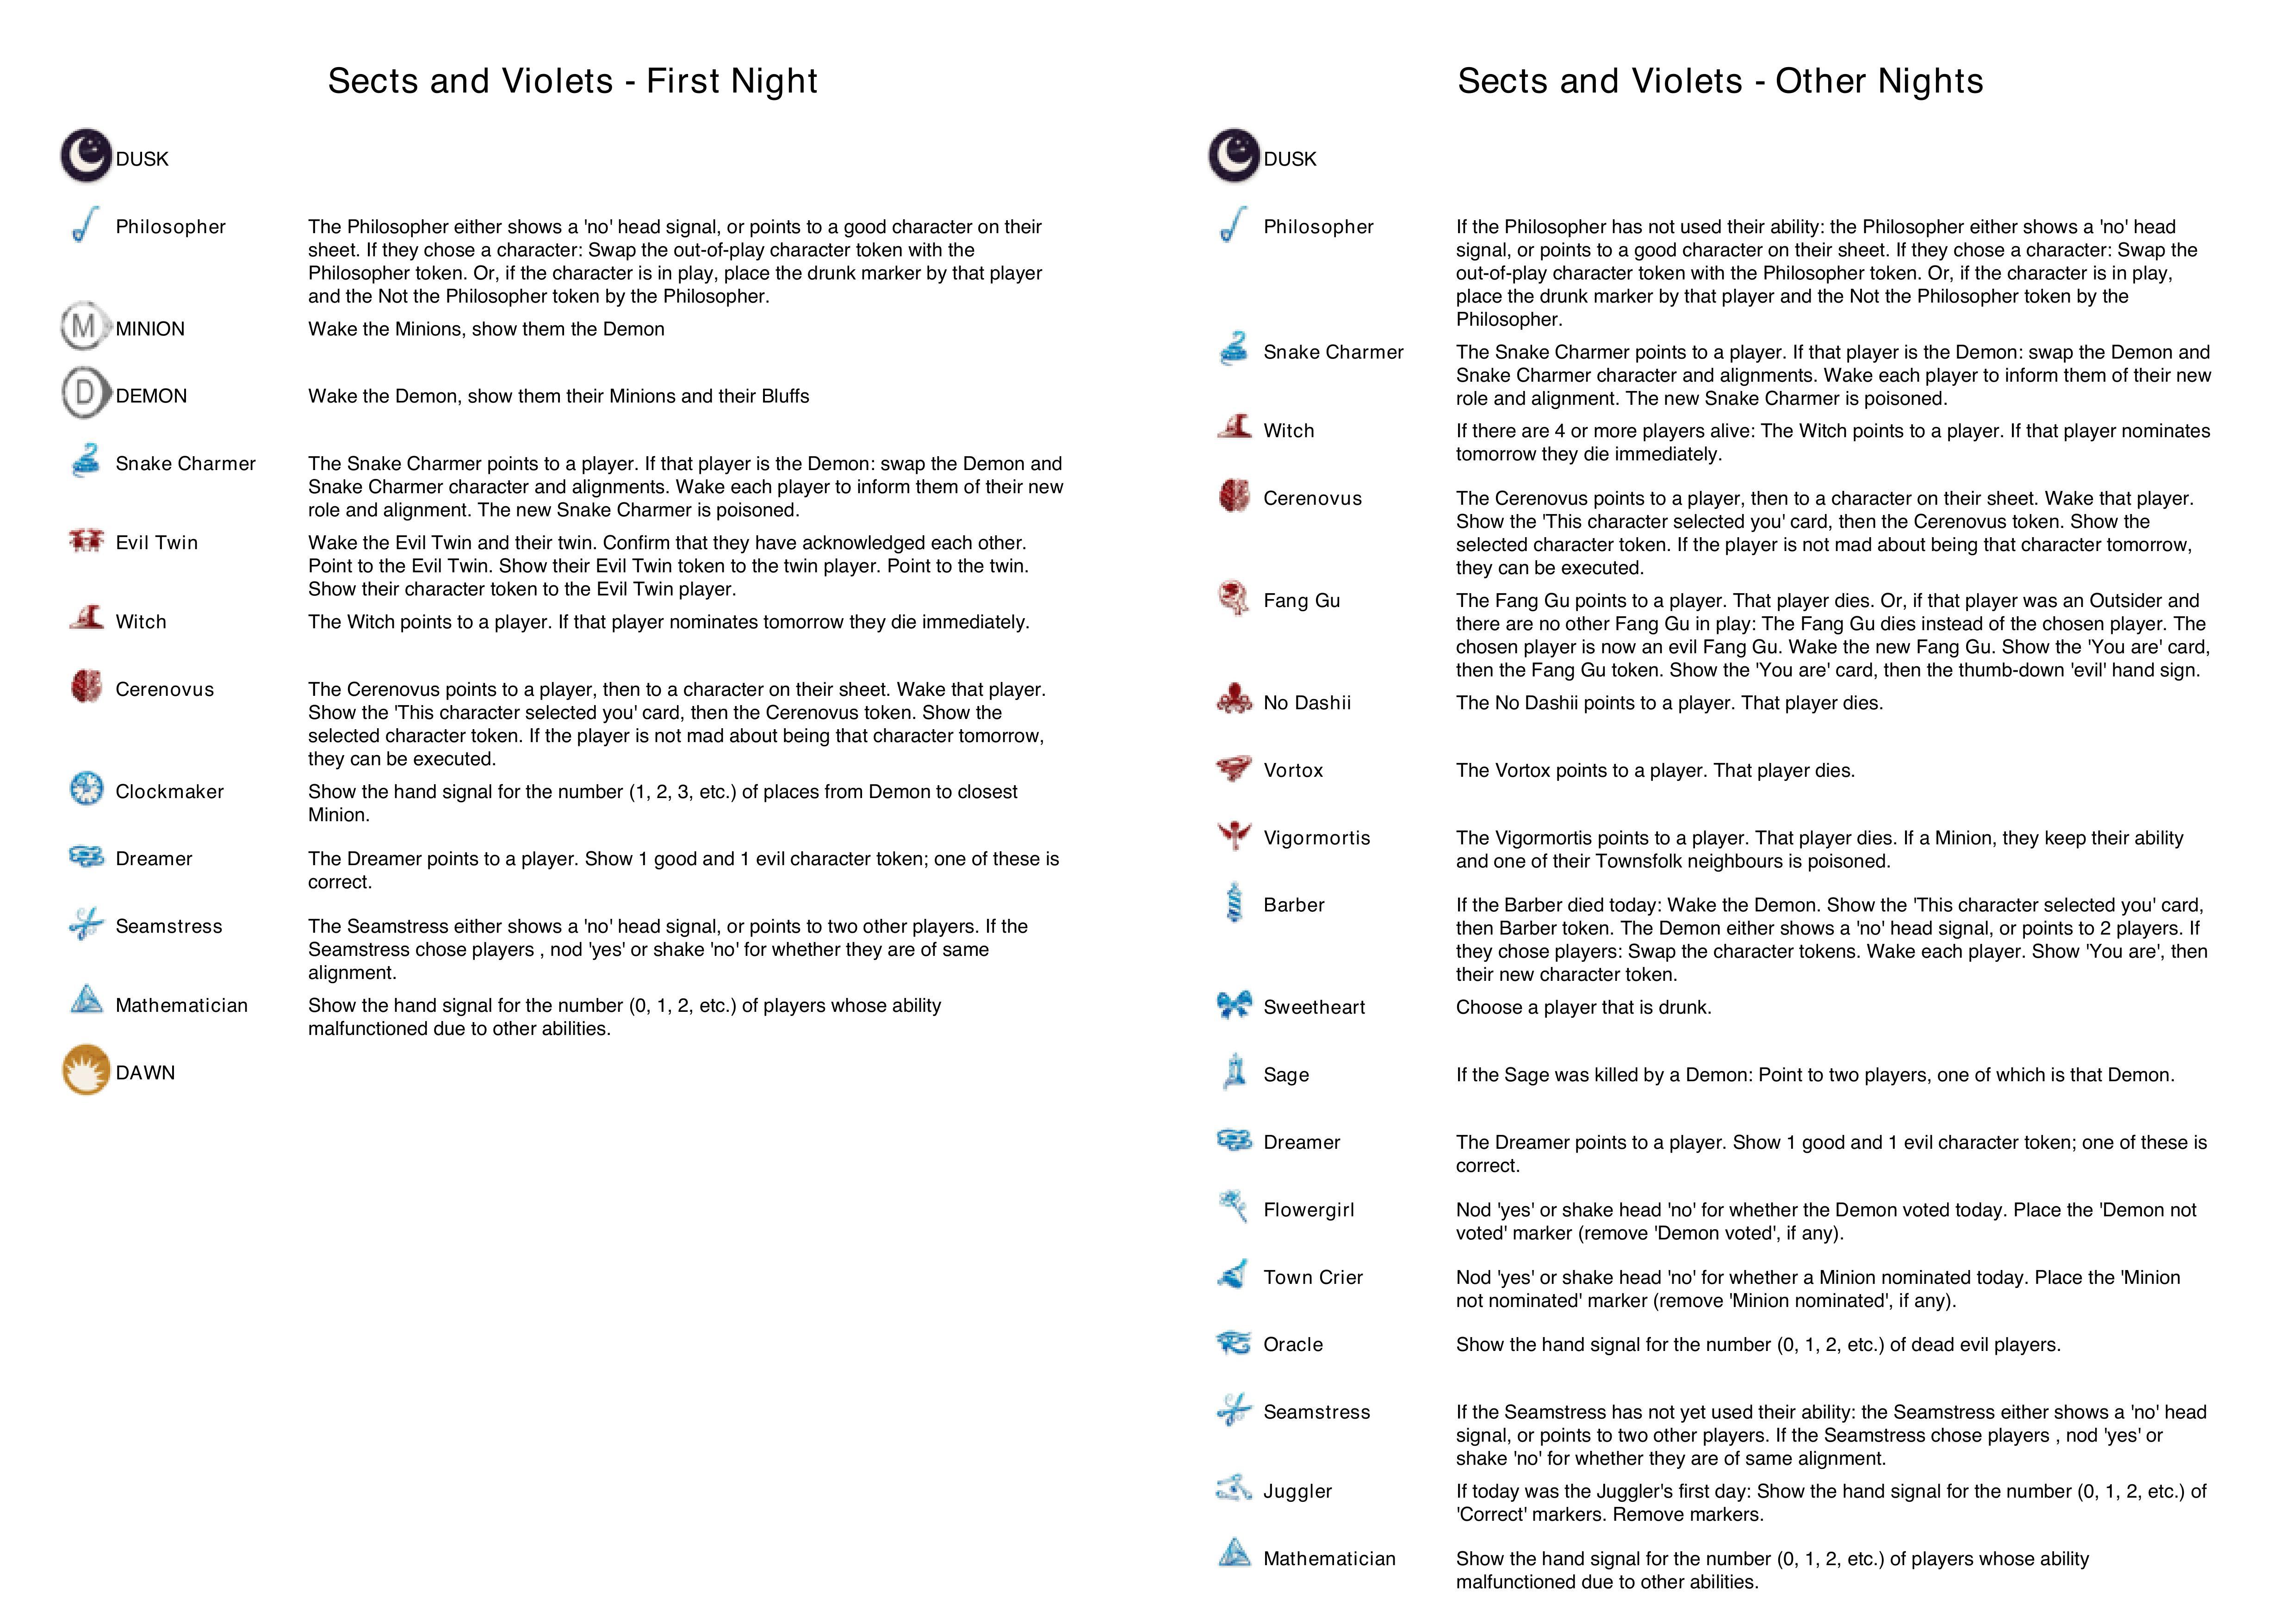 Sects and Violets - First Night
DUSK
Philosopher
The Philosopher either shows a 'no' head signal, or points to a good character on their
sheet. If they chose a character: Swap the out-of-play character token with the
Philosopher token. Or, if the character is in play, place the drunk marker by that player
and the Not the Philosopher token by the Philosopher.
M
MINION
Wake the Minions, show them the Demon
D
DEMON
Wake the Demon, show them their Minions and their Bluffs
Snake Charmer
The Snake Charmer points to a player. If that player is the Demon: swap the Demon and
Snake Charmer character and alignments. Wake each player to inform them of their new
role and alignment. The new Snake Charmer is poisoned.
Evil Twin
Wake the Evil Twin and their twin. Confirm that they have acknowledged each other.
Point to the Evil Twin. Show their Evil Twin token to the twin player. Point to the twin.
Show their character token to the Evil Twin player.
Witch
The Witch points to a player. If that player nominates tomorrow they die immediately.
Cerenovus
The Cerenovus points to a player, then to a character on their sheet. Wake that player.
Show the 'This character selected you' card, then the Cerenovus token. Show the
selected character token. If the player is not mad about being that character tomorrow,
they can be executed.
Clockmaker
Show the hand signal for the number (1, 2, 3, etc.) of places from Demon to closest
Minion.
Dreamer
The Dreamer points to a player. Show 1 good and 1 evil character token; one of these is
correct.
Seamstress
The Seamstress either shows a 'no' head signal, or points to two other players. If the
Seamstress chose players , nod 'yes' or shake 'no' for whether they are of same
alignment.
Mathematician
Show the hand signal for the number (0, 1, 2, etc.) of players whose ability
malfunctioned due to other abilities.
DAWN
Sects and Violets - Other Nights
DUSK
Philosopher
If the Philosopher has not used their ability: the Philosopher either shows a 'no' head
signal, or points to a good character on their sheet. If they chose a character: Swap the
out-of-play character token with the Philosopher token. Or, if the character is in play,
place the drunk marker by that player and the Not the Philosopher token by the
Philosopher.
Snake Charmer
The Snake Charmer points to a player. If that player is the Demon: swap the Demon and
Snake Charmer character and alignments. Wake each player to inform them of their new
role and alignment. The new Snake Charmer is poisoned.
Witch
If there are 4 or more players alive: The Witch points to a player. If that player nominates
tomorrow they die immediately.
Cerenovus
The Cerenovus points to a player, then to a character on their sheet. Wake that player.
Show the 'This character selected you' card, then the Cerenovus token. Show the
selected character token. If the player is not mad about being that character tomorrow,
they can be executed.
Fang Gu
The Fang Gu points to a player. That player dies. Or, if that player was an Outsider and
there are no other Fang Gu in play: The Fang Gu dies instead of the chosen player. The
chosen player is now an evil Fang Gu. Wake the new Fang Gu. Show the 'You are' card,
then the Fang Gu token. Show the 'You are' card, then the thumb-down 'evil' hand sign.
No Dashii
The No Dashii points to a player. That player dies.
Vortox
The Vortox points to a player. That player dies.
Vigormortis
The Vigormortis points to a player. That player dies. If a Minion, they keep their ability
and one of their Townsfolk neighbours is poisoned.
Barber
If the Barber died today: Wake the Demon. Show the 'This character selected you' card,
then Barber token. The Demon either shows a 'no' head signal, or points to 2 players. If
they chose players: Swap the character tokens. Wake each player. Show 'You are', then
their new character token.
Sweetheart
Choose a player that is drunk.
Sage
If the Sage was killed by a Demon: Point to two players, one of which is that Demon.
Dreamer
The Dreamer points to a player. Show 1 good and 1 evil character token; one of these is
correct.
Flowergirl
Nod 'yes' or shake head 'no' for whether the Demon voted today. Place the 'Demon not
voted' marker (remove 'Demon voted', if any).
Town Crier
Nod 'yes' or shake head 'no' for whether a Minion nominated today. Place the 'Minion
not nominated' marker (remove 'Minion nominated', if any).
Oracle
Show the hand signal for the number (0, 1, 2, etc.) of dead evil players.
Seamstress
If the Seamstress has not yet used their ability: the Seamstress either shows a 'no' head
signal, or points to two other players. If the Seamstress chose players , nod 'yes' or
shake 'no' for whether they are of same alignment.
Juggler
If today was the Juggler's first day: Show the hand signal for the number (0, 1, 2, etc.) of
'Correct' markers. Remove markers.
Mathematician
Show the hand signal for the number (0, 1, 2, etc.) of players whose ability
malfunctioned due to other abilities.